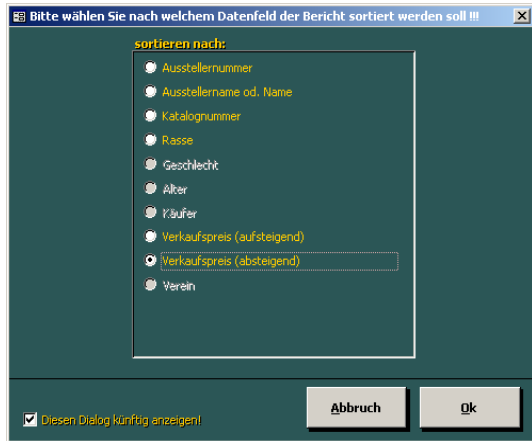 Bitte wählen Sie nach welchem Datenfeld der Bericht sortiert werden soll !!!
sortieren nach:
Ausstellernummer
Ausstellername od. Name
Katalognummer
Rasse
Geschlecht
Alter
Käufer
Verkaufspreis (aufsteigend)
Verkaufspreis (absteigend)
Verein
Diesen Dialog künftig anzeigen!
Abbruch
Ok